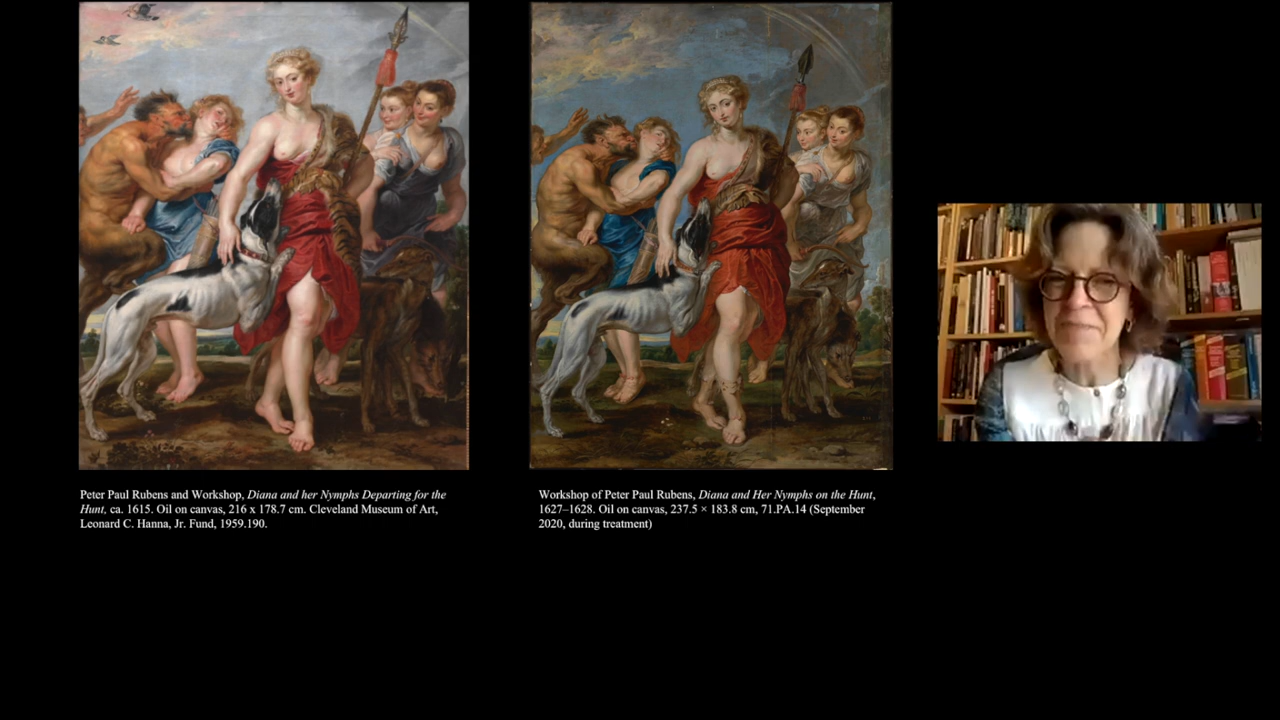 Peter Paul Rubens and Workshop, Diana and her Nymphs Departing for the
Hunt, ca. 1615. Oil on canvas, 216 x 178.7 cm. Cleveland Museum of Art,
Leonard C. Hanna, Jr. Fund, 1959.190.
Workshop of Peter Paul Rubens, Diana and Her Nymphs on the Hunt,
1627–1628. Oil on canvas, 237.5 × 183.8 cm, 71.PA.14 (September
2020, during treatment)